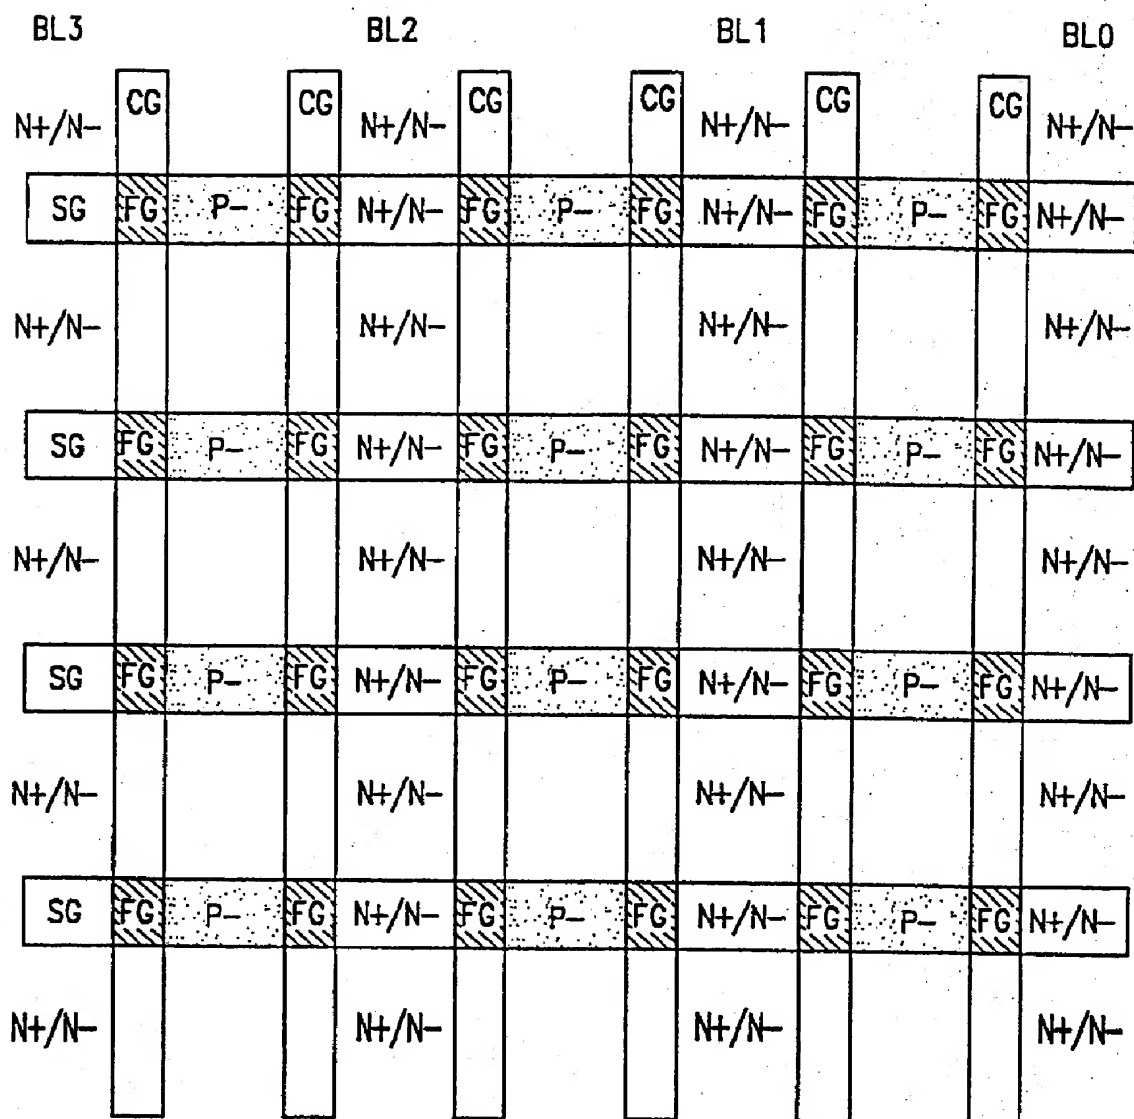 BL3 BL2 BL1 BL0
CG CG CG CG CG CG
N+/N- N+/N- N+/N- N+/N-
SG FG P- FG N+/N- FG P- FG N+/N- FG P- FG N+/N-
N+/N- N+/N- N+/N- N+/N-
SG FG P- FG N+/N- FG P- FG N+/N- FG P- FG N+/N-
N+/N- N+/N- N+/N- N+/N-
SG FG P- FG N+/N- FG P- FG N+/N- FG P- FG N+/N-
N+/N- N+/N- N+/N- N+/N-
SG FG P- FG N+/N- FG P- FG N+/N- FG P- FG N+/N-
N+/N- N+/N- N+/N- N+/N-